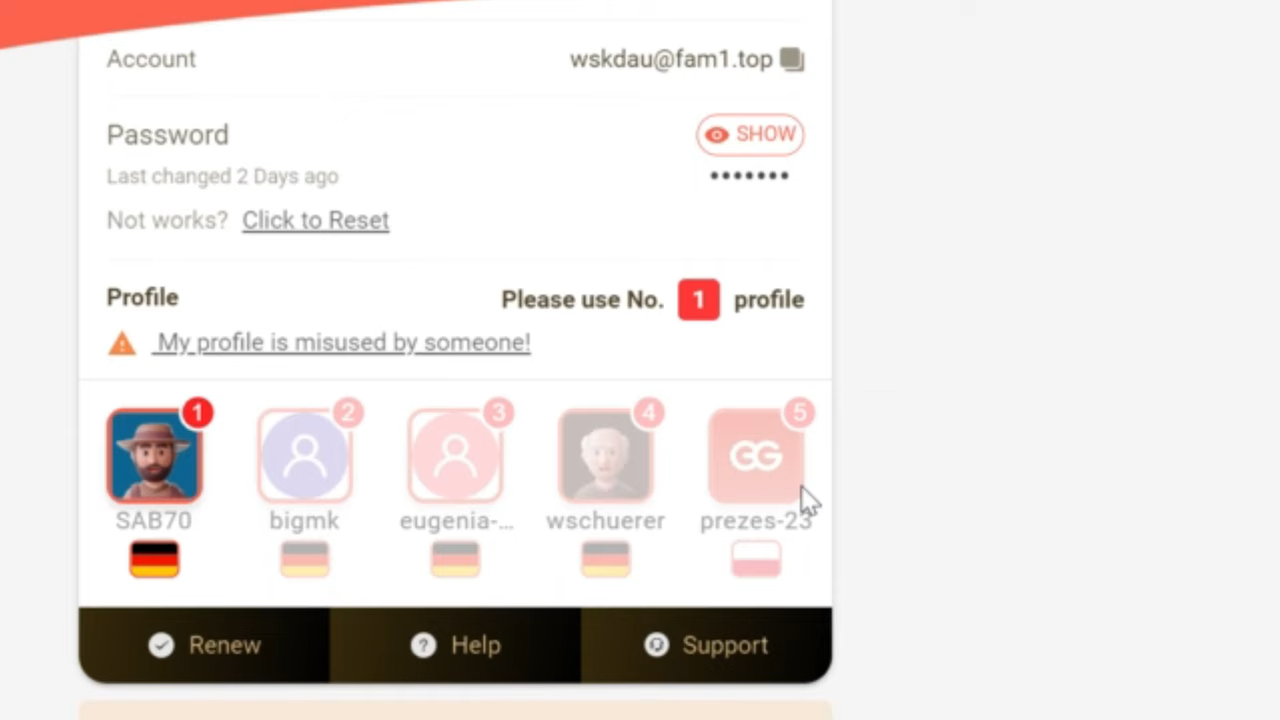 Account wskdau@fam1.top
Password SHOW
Last changed 2 Days ago •••••••
Not works? Click to Reset
Profile Please use No. 1 profile
My profile is misused by someone!
1 2 3 4 5
GG
SAB70 bigmk eugenia-... wschuerer prezes-23
Renew Help Support